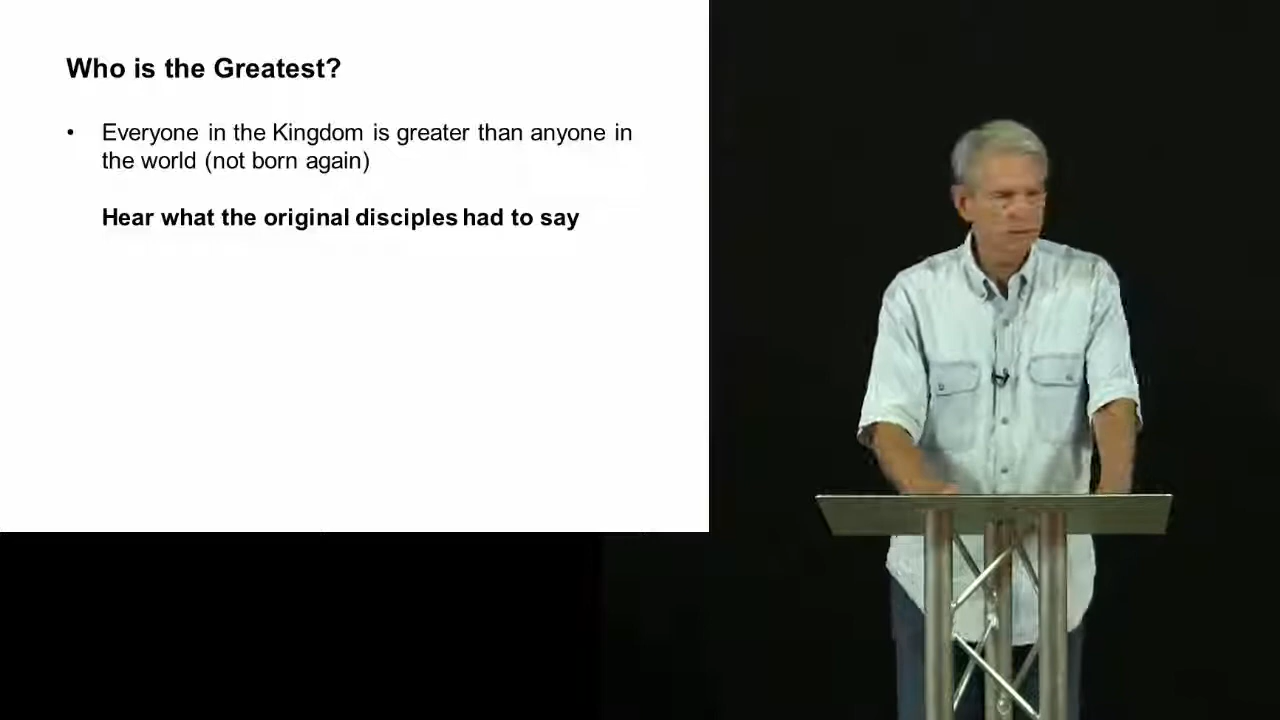 Who is the Greatest?
• Everyone in the Kingdom is greater than anyone in
the world (not born again)
Hear what the original disciples had to say